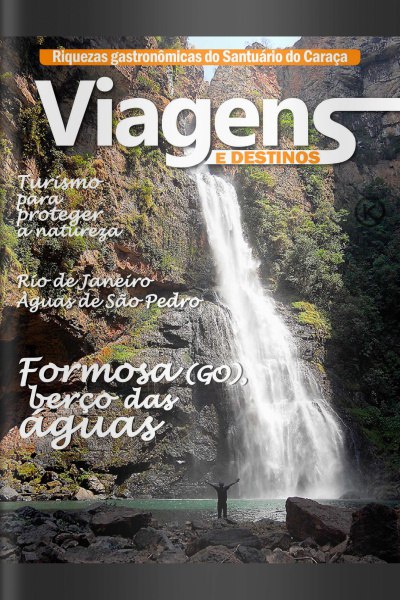 Riquezas gastronômicas do Santuário do Caraça
Viagens
E DESTINOS
Turismo
para
proteger
a natureza
Rio de Janeiro
Águas de São Pedro
Formosa (GO),
berço das
águas
K